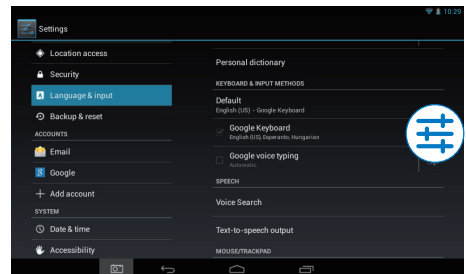 10:29
Settings
Location access
Security
Language & input
Backup & reset
ACCOUNTS
Email
8 Google
Add account
SYSTEM
Date & time
Accessibility
Personal dictionary
KEYBOARD & INPUT METHODS
Default
English (US) - Google Keyboard
Google Keyboard
English (US), Esperanto, Hungarian
Google voice typing
Automatic
SPEECH
Voice Search
Text-to-speech output
MOUSE/TRACKPAD